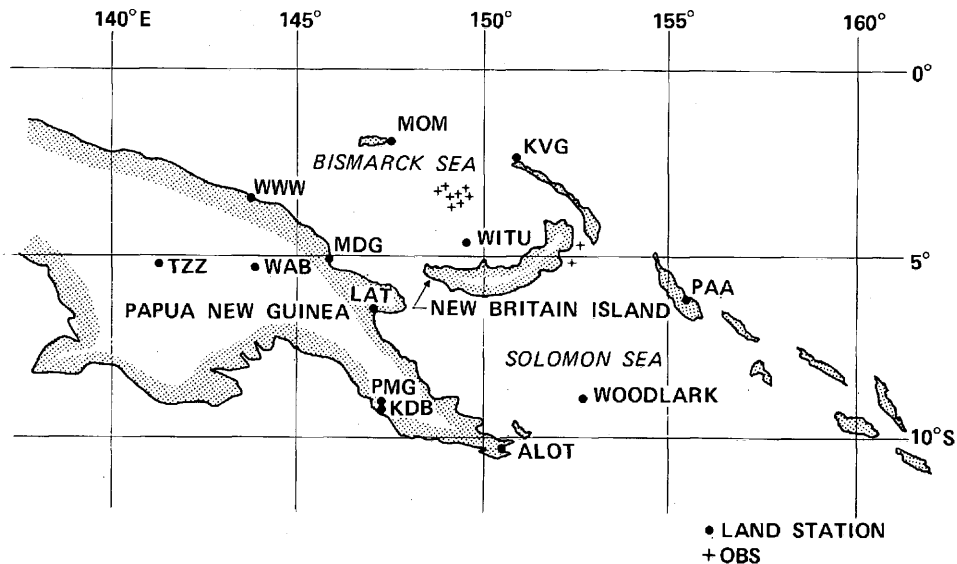 140°E 145° 150° 155° 160°
0°
MOM
BISMARCK SEA
KVG
WWW
WITU
MDG
5°
TZZ
WAB
PAA
LAT
PAPUA NEW GUINEA
NEW BRITAIN ISLAND
SOLOMON SEA
PMG
KDB
WOODLARK
10°S
ALOT
● LAND STATION
+ OBS